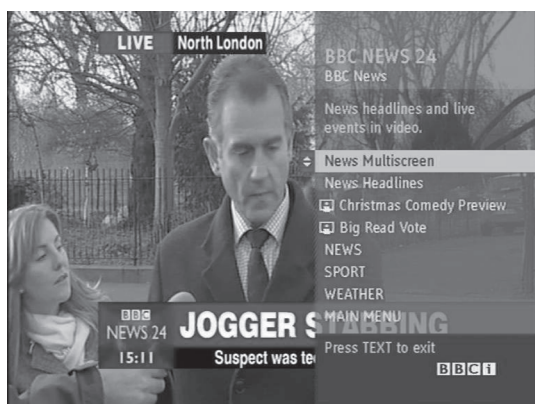 LIVE North London
BBC NEWS 24
BBC News
News headlines and live
events in video.
News Multiscreen
News Headlines
Christmas Comedy Preview
Big Read Vote
NEWS
SPORT
WEATHER
MAIN MENU
Press TEXT to exit
BBCi
BBC
NEWS 24
15:11
JOGGER STABBING
Suspect was